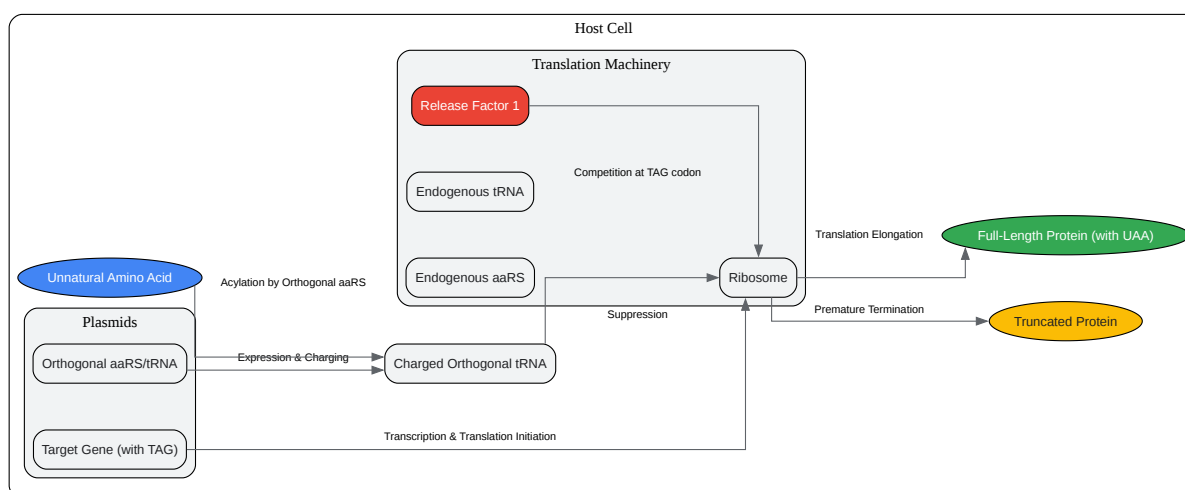 Host Cell
Translation Machinery
Release Factor 1
Competition at TAG codon
Endogenous tRNA
Translation Elongation
Full-Length Protein (with UAA)
Unnatural Amino Acid
Acylation by Orthogonal aaRS
Endogenous aaRS
Ribosome
Suppression
Premature Termination
Truncated Protein
Plasmids
Orthogonal aaRS/tRNA
Expression & Charging
Charged Orthogonal tRNA
Transcription & Translation Initiation
Target Gene (with TAG)